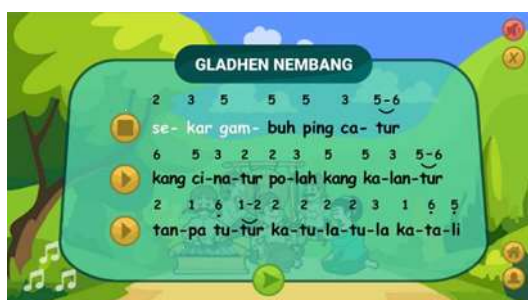 GLADHEN NEMBANG
2 3 5 5 5 3 5-6
se- kar gam- buh ping ca- tur
6 5 3 2 2 3 5 5 3 5-6
kang ci-na-tur po-lah kang ka-lan-tur
2 1 6̣ 1-2 2 2 2 2 3 1 6̣ 5̣
tan-pa tu-tur ka-tu-la-tu-la ka-ta-li